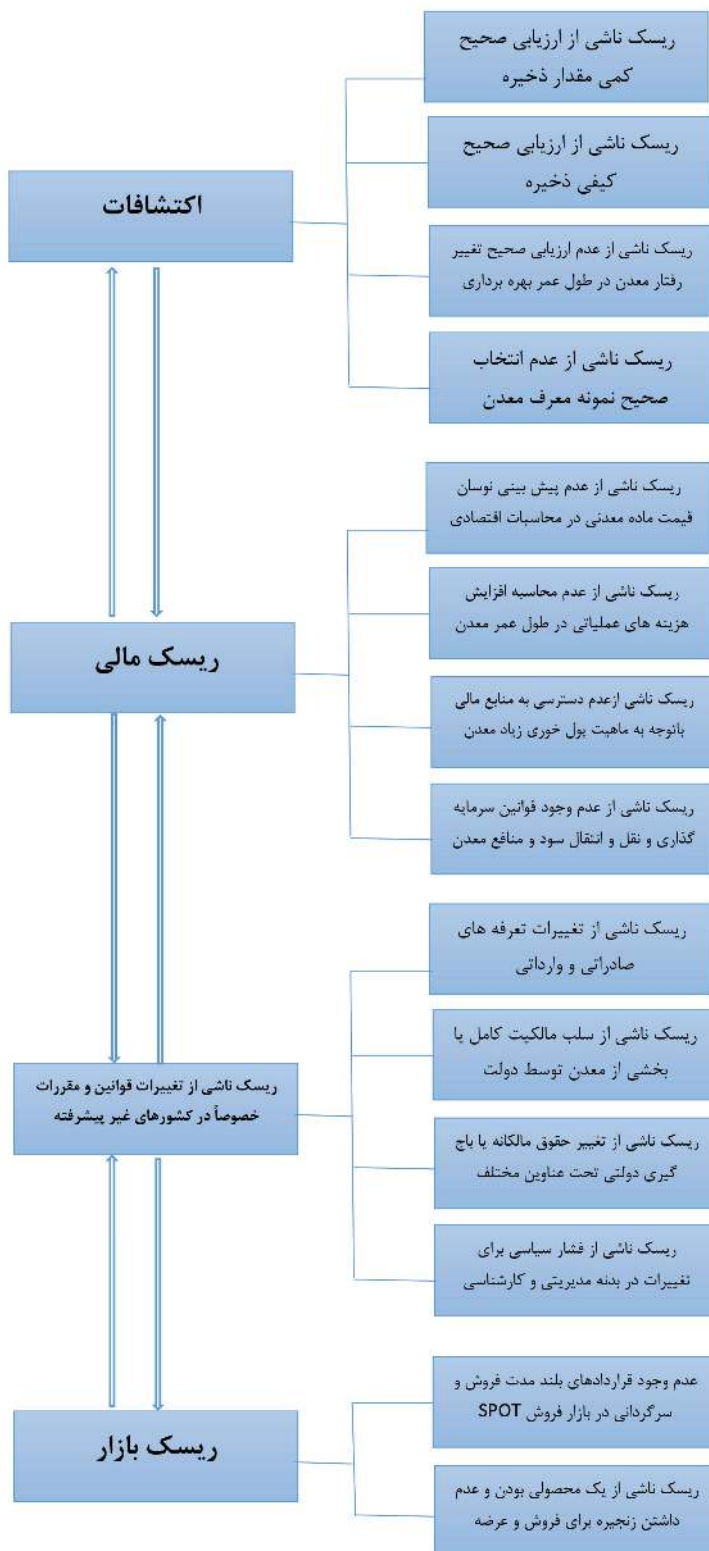 اکتشافات
ریسک ناشی از ارزیابی صحیح
کمی مقدار ذخیره
ریسک ناشی از ارزیابی صحیح
کیفی ذخیره
ریسک ناشی از عدم ارزیابی صحیح تغییر
رفتار معدن در طول عمر بهره برداری
ریسک ناشی از عدم انتخاب
صحیح نمونه معرف معدن
ریسک مالی
ریسک ناشی از عدم پیش بینی نوسان
قیمت ماده معدنی در محاسبات اقتصادی
ریسک ناشی از عدم محاسبه افزایش
هزینه های عملیاتی در طول عمر معدن
ریسک ناشی ازعدم دسترسی به منابع مالی
باتوجه به ماهیت پول خوری زیاد معدن
ریسک ناشی از عدم وجود قوانین سرمایه
گذاری و نقل و انتقال سود و منافع معدن
ریسک ناشی از تغییرات قوانین و مقررات
خصوصاً در کشورهای غیر پیشرفته
ریسک ناشی از تغییرات تعرفه های
صادراتی و وارداتی
ریسک ناشی از سلب مالکیت کامل یا
بخشی از معدن توسط دولت
ریسک ناشی از تغییر حقوق مالکانه یا باج
گیری دولتی تحت عناوین مختلف
ریسک ناشی از فشار سیاسی برای
تغییرات در بدنه مدیریتی و کارشناسی
ریسک بازار
عدم وجود قراردادهای بلند مدت فروش و
سرگردانی در بازار فروش SPOT
ریسک ناشی از یک محصولی بودن و عدم
داشتن زنجیره برای فروش و عرضه